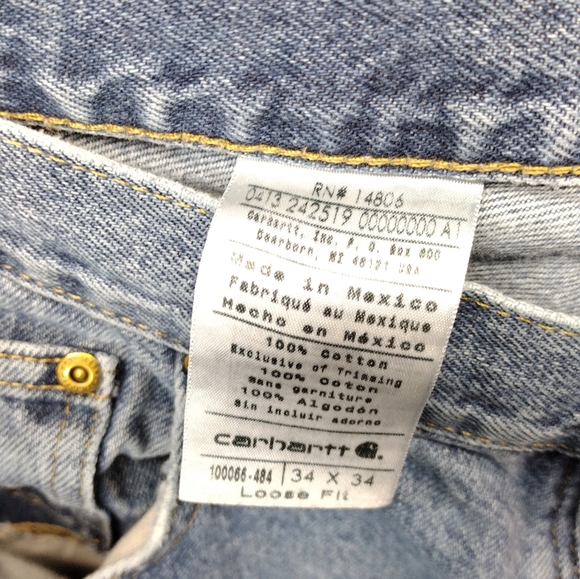 RN# 14806
0413 242519 00000000 A1
Carhartt, Inc. P. O. Box 600
Dearborn, MI 48121 USA
Made in Mexico
Fabriqué au Mexique
Hecho en México
100% Cotton
Exclusive of Trimming
100% Coton
Sans garniture
100% Algodón
Sin incluir adorno
carhartt
100066-484 34 X 34
Loose Fit